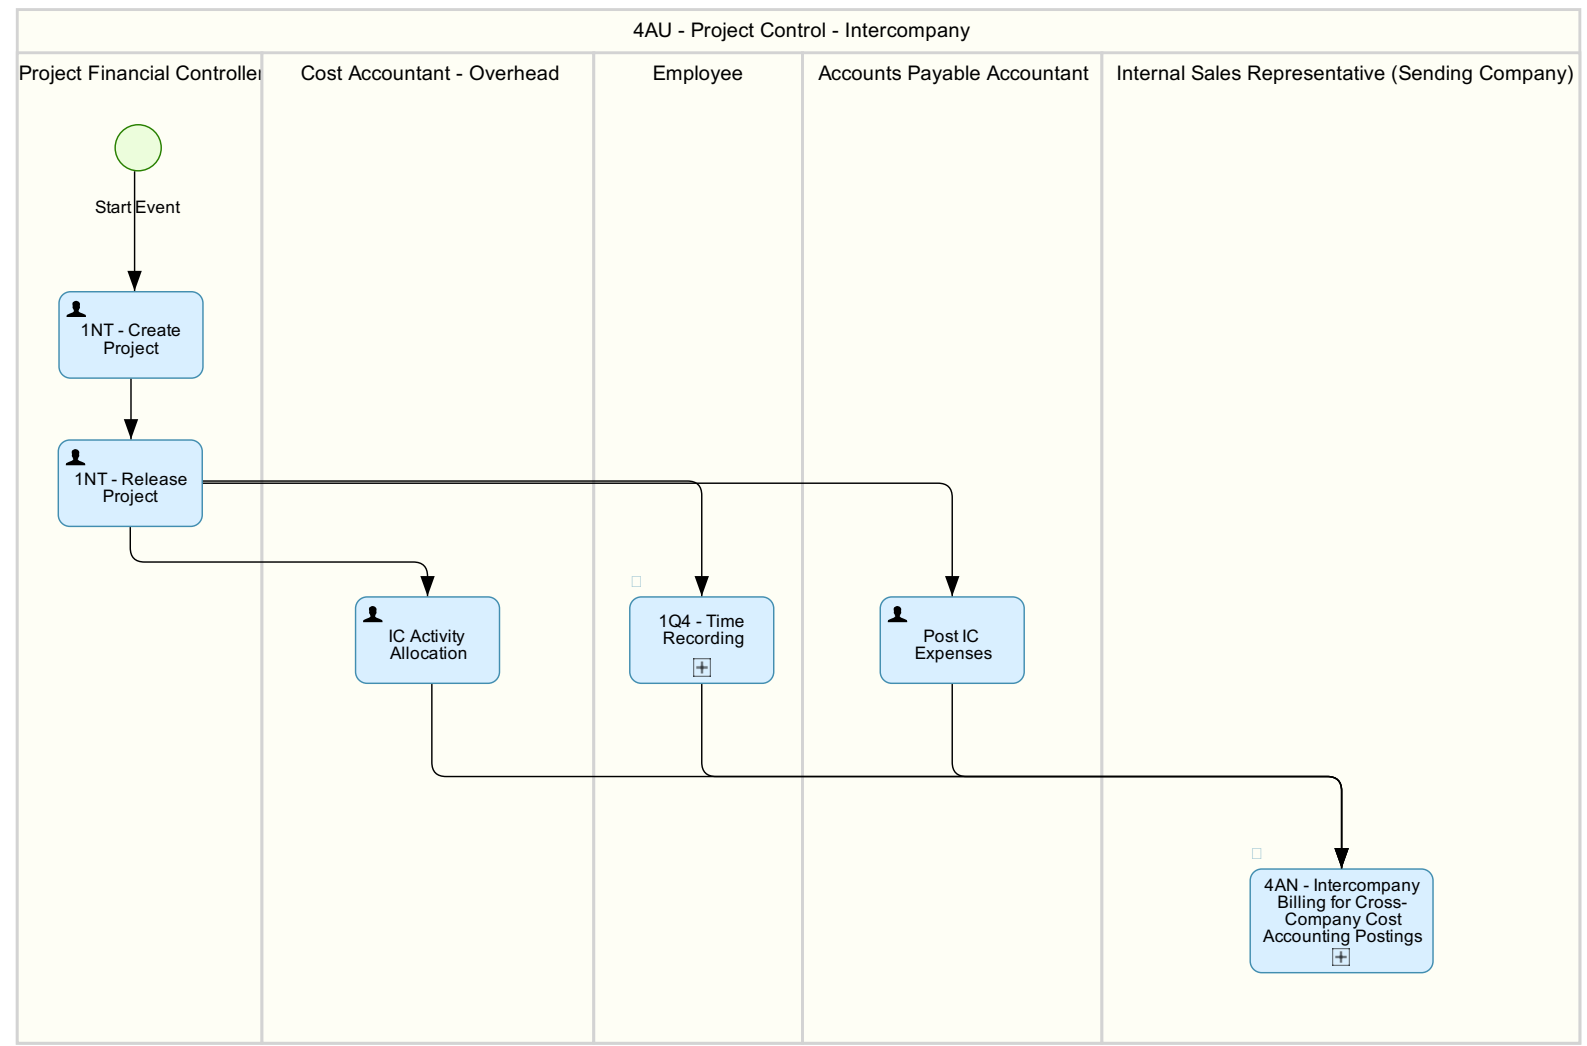 4AU - Project Control - Intercompany
Project Financial Controller
Cost Accountant - Overhead
Employee
Accounts Payable Accountant
Internal Sales Representative (Sending Company)
Start Event
1NT - Create
Project
1NT - Release
Project
IC Activity
Allocation
1Q4 - Time
Recording
Post IC
Expenses
4AN - Intercompany
Billing for Cross-
Company Cost
Accounting Postings